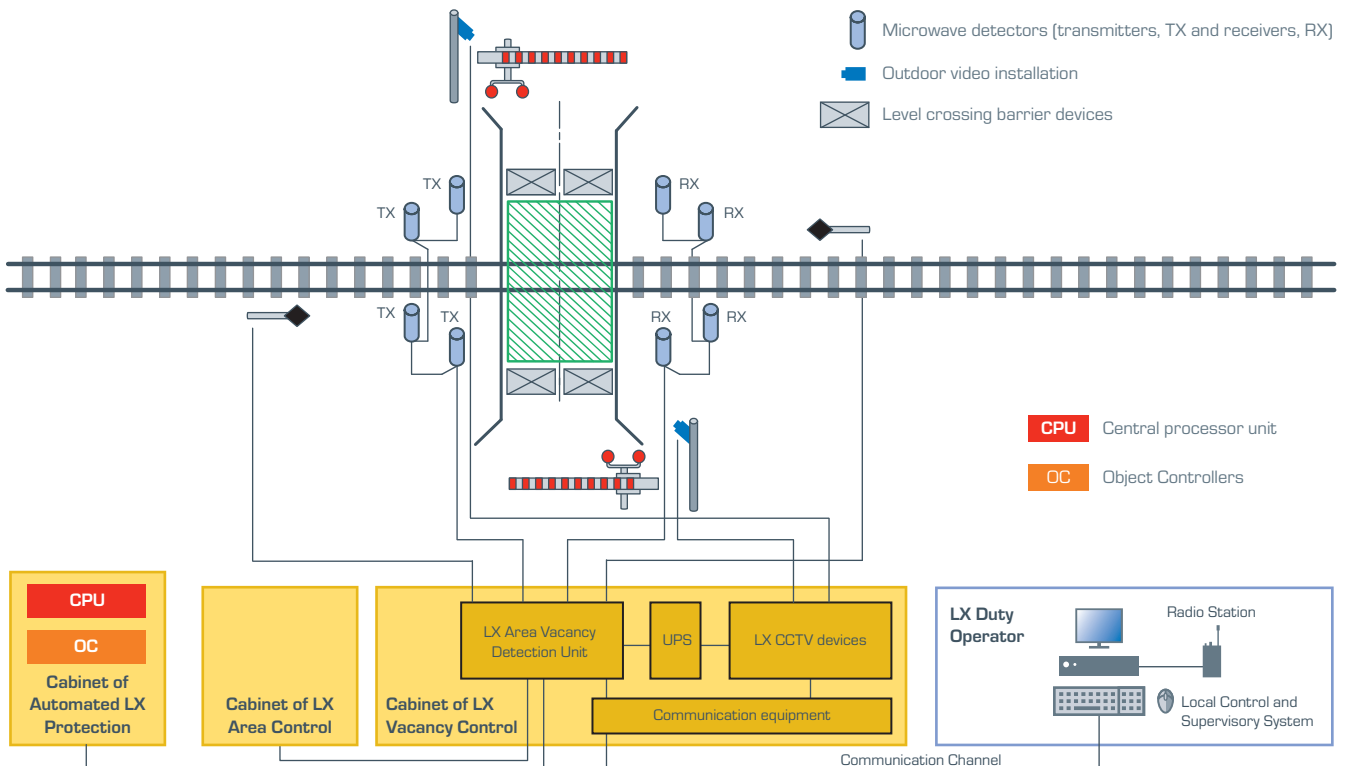 Microwave detectors (transmitters, TX and receivers, RX)
Outdoor video installation
Level crossing barrier devices
TX
RX
TX
RX
TX
TX
RX
RX
CPU
Central processor unit
OC
Object Controllers
CPU
OC
Cabinet of
Automated LX
Protection
Cabinet of LX
Area Control
Cabinet of LX
Vacancy Control
LX Area Vacancy
Detection Unit
UPS
LX CCTV devices
Communication equipment
LX Duty
Operator
Radio Station
Local Control and
Supervisory System
Communication Channel